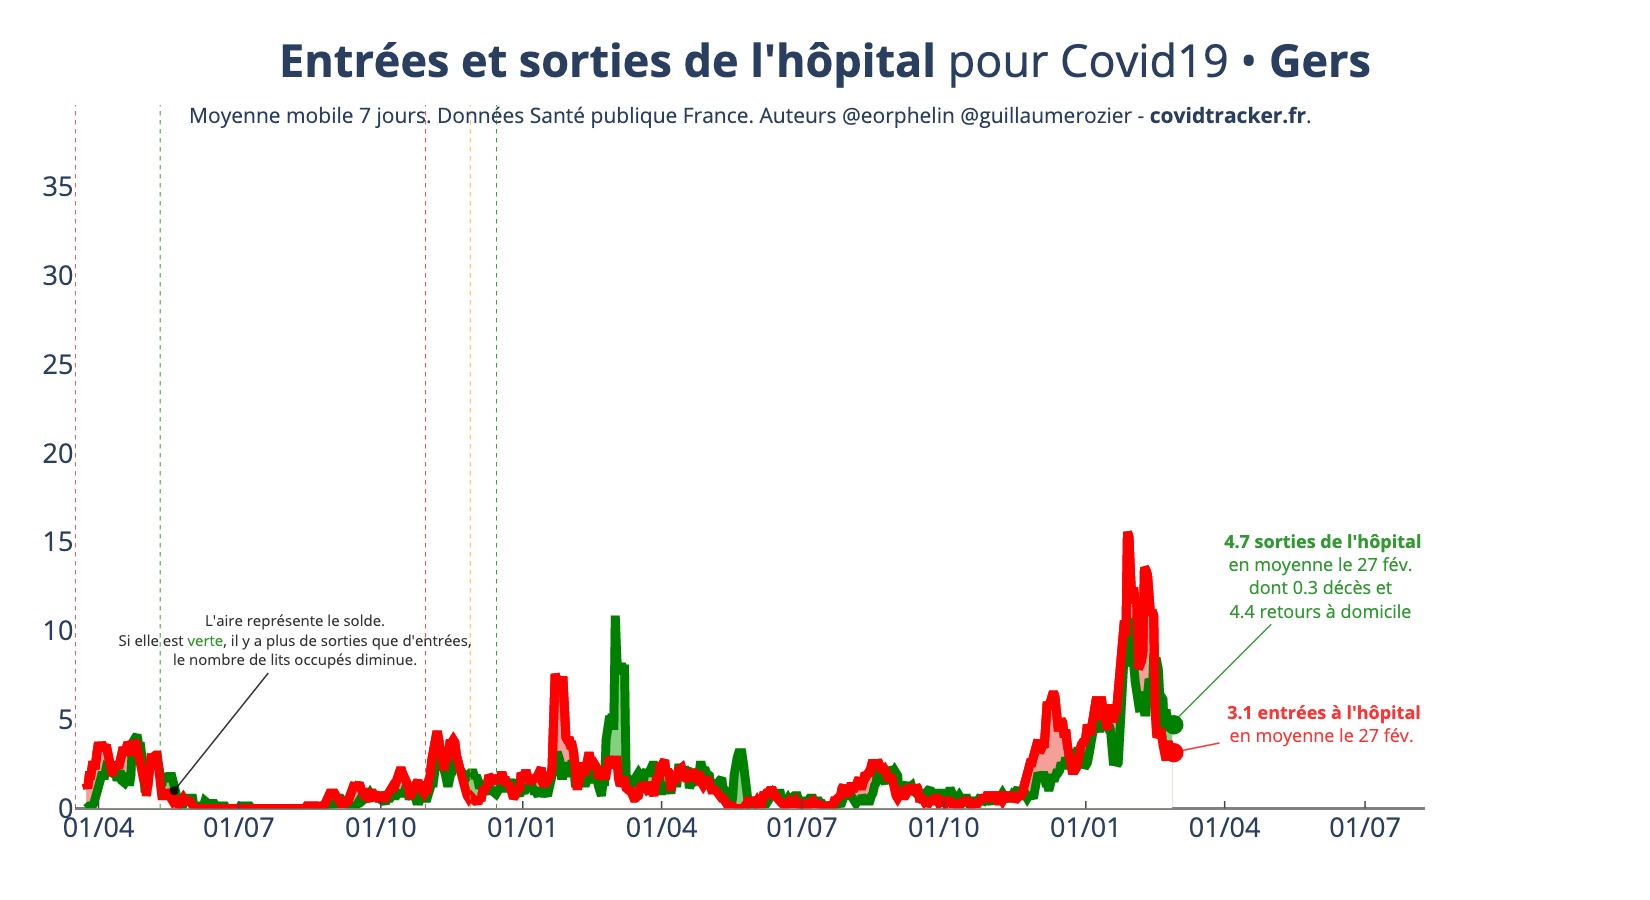 Entrées et sorties de l'hôpital pour Covid19 • Gers
Moyenne mobile 7 jours. Données Santé publique France. Auteurs @eorphelin @guillaumerozier - covidtracker.fr.
35
30
25
20
15
10
5
0
L'aire représente le solde.
Si elle est verte, il y a plus de sorties que d'entrées,
le nombre de lits occupés diminue.
4.7 sorties de l'hôpital
en moyenne le 27 fév.
dont 0.3 décès et
4.4 retours à domicile
3.1 entrées à l'hôpital
en moyenne le 27 fév.
01/04 01/07 01/10 01/01 01/04 01/07 01/10 01/01 01/04 01/07